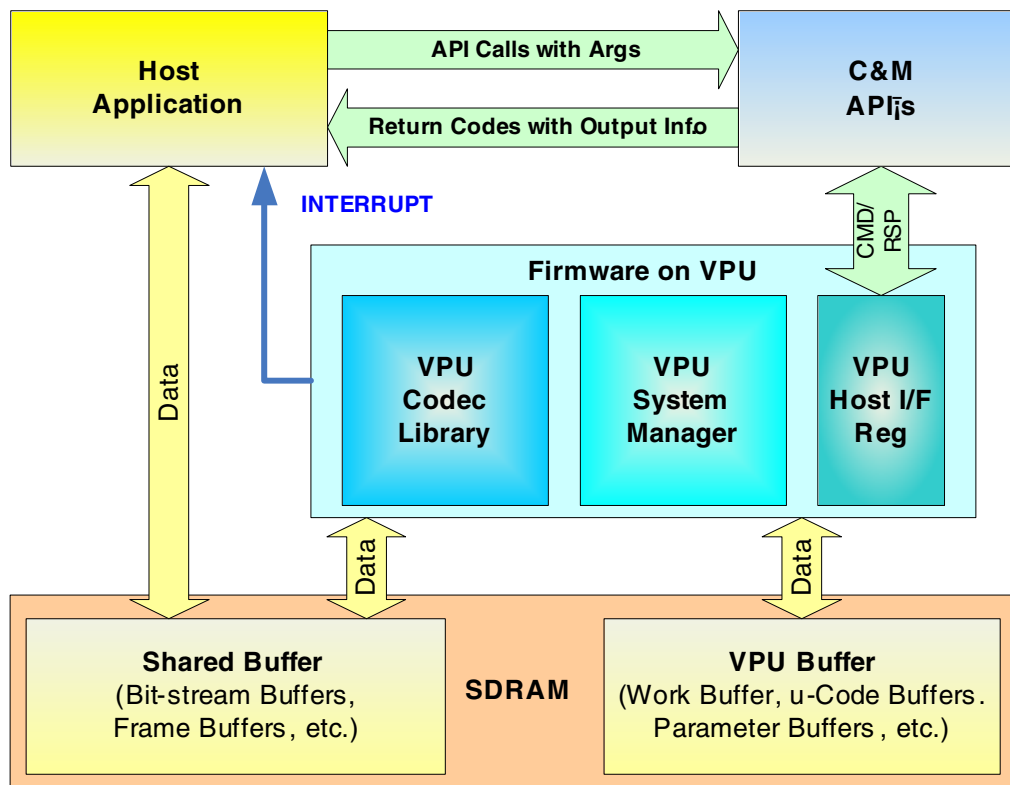 Host
Application
API Calls with Args
Return Codes with Output Info.
C&M
APIīs
INTERRUPT
CMD/
RSP
Firmware on VPU
VPU
Codec
Library
VPU
System
Manager
VPU
Host I/F
Reg
Data
Data
Data
Shared Buffer
(Bit-stream Buffers,
Frame Buffers, etc.)
SDRAM
VPU Buffer
(Work Buffer, u-Code Buffers.
Parameter Buffers, etc.)